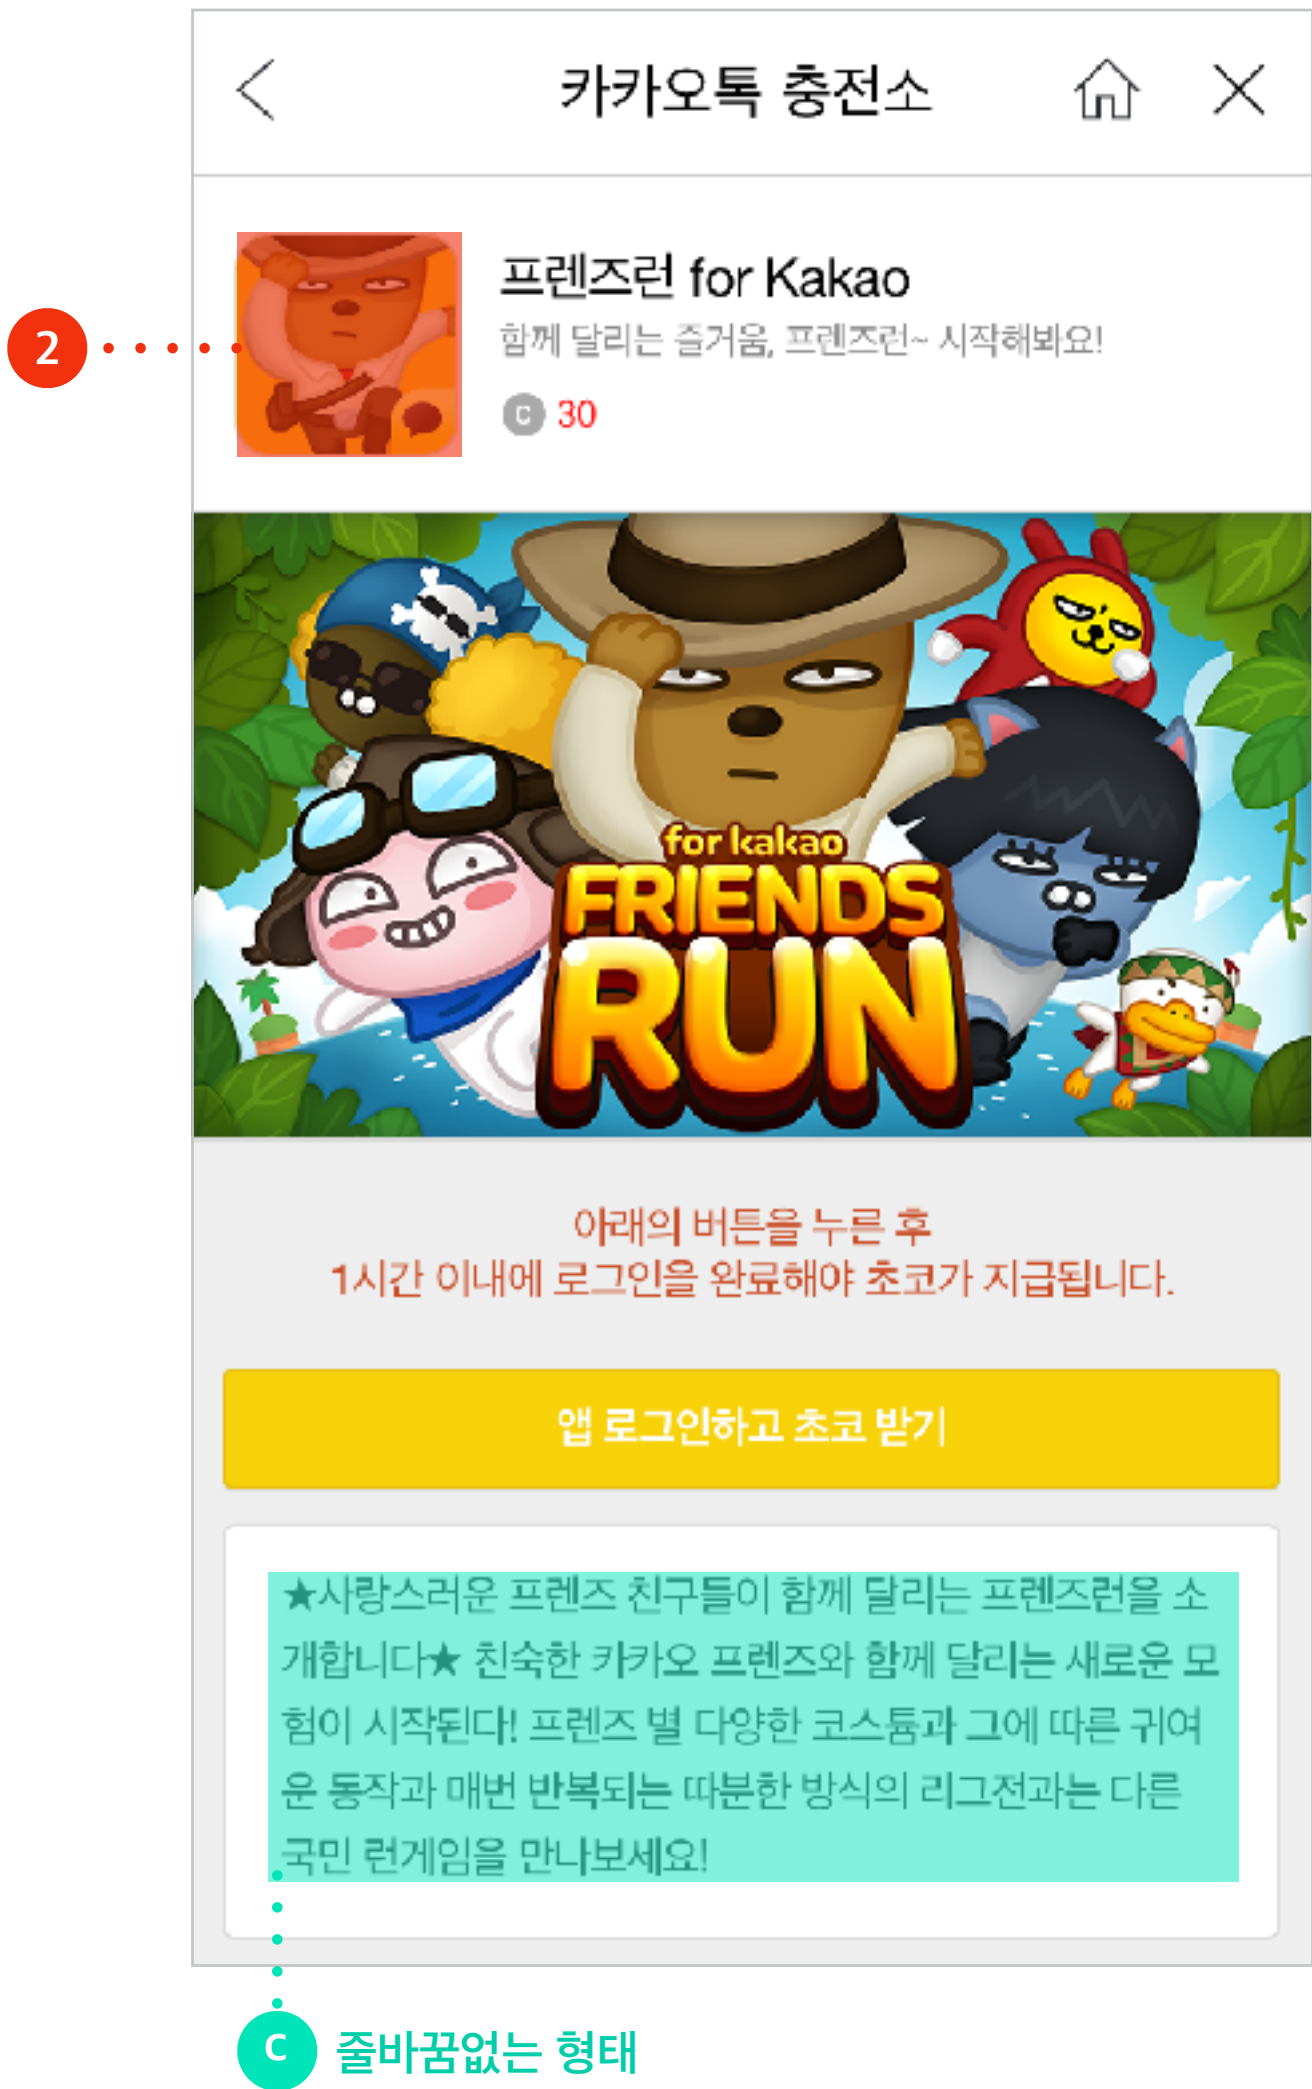 카카오톡 충전소
프렌즈런 for Kakao
함께 달리는 즐거움, 프렌즈런~ 시작해봐요!
C 30
2
for kakao
FRIENDS
RUN
아래의 버튼을 누른 후
1시간 이내에 로그인을 완료해야 초코가 지급됩니다.
앱 로그인하고 초코 받기
★사랑스러운 프렌즈 친구들이 함께 달리는 프렌즈런을 소
개합니다★ 친숙한 카카오 프렌즈와 함께 달리는 새로운 모
험이 시작된다! 프렌즈 별 다양한 코스튬과 그에 따른 귀여
운 동작과 매번 반복되는 따분한 방식의 리그전과는 다른
국민 런게임을 만나보세요!
C 줄바꿈없는 형태